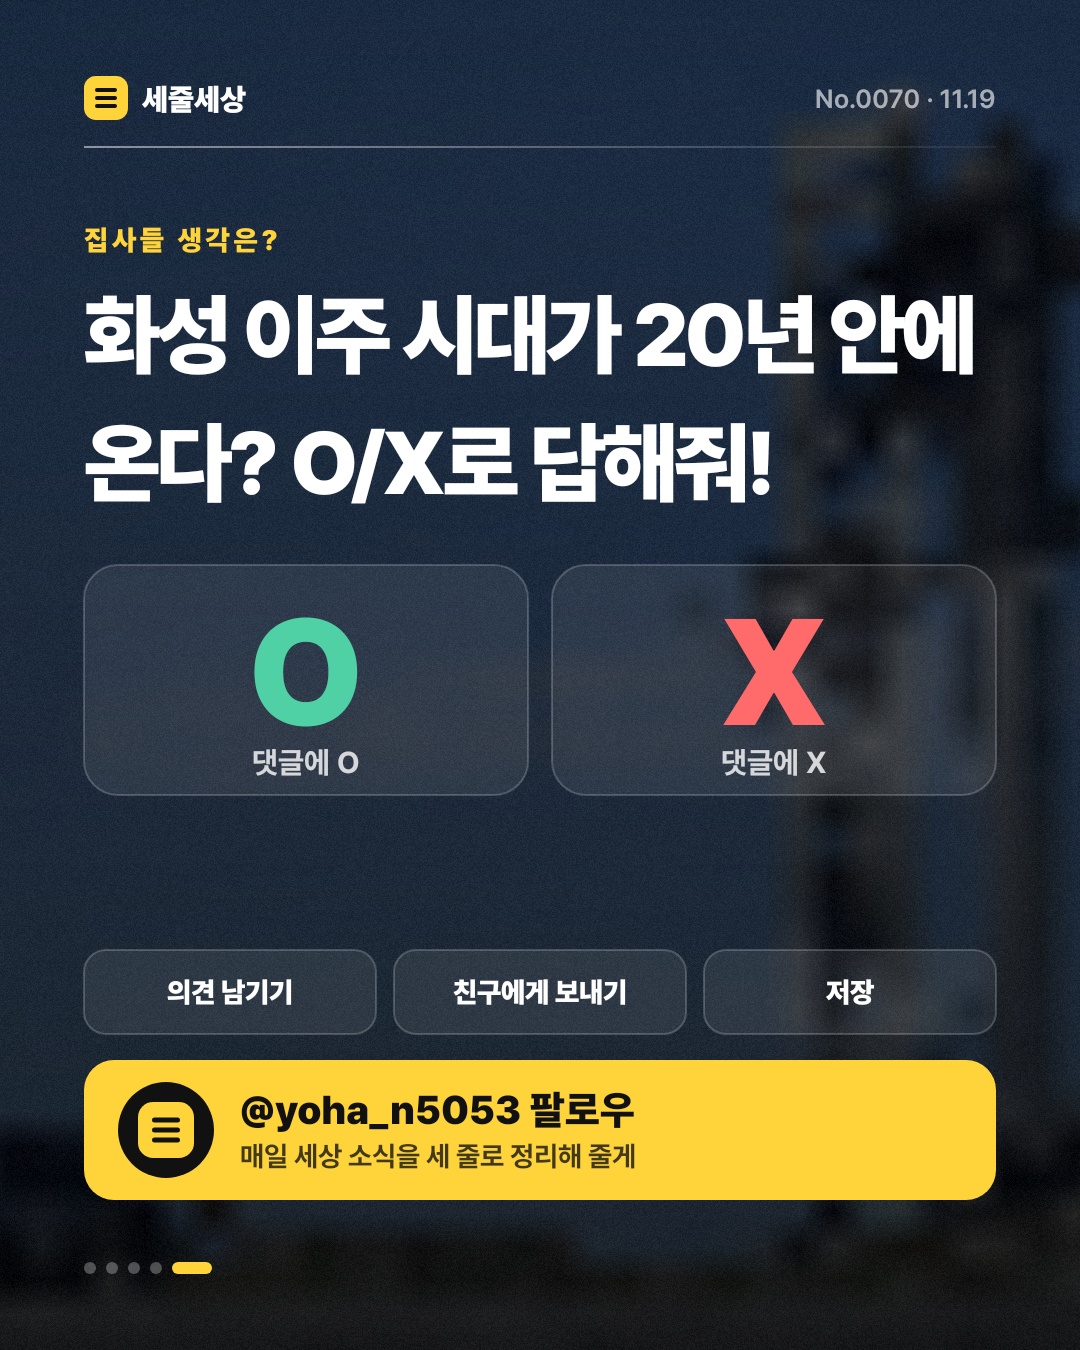 세줄세상
No.0070 · 11.19
집사들 생각은?
화성 이주 시대가 20년 안에
온다? O/X로 답해줘!
O
X
댓글에 O
댓글에 X
의견 남기기
친구에게 보내기
저장
@yoha_n5053 팔로우
매일 세상 소식을 세 줄로 정리해 줄게